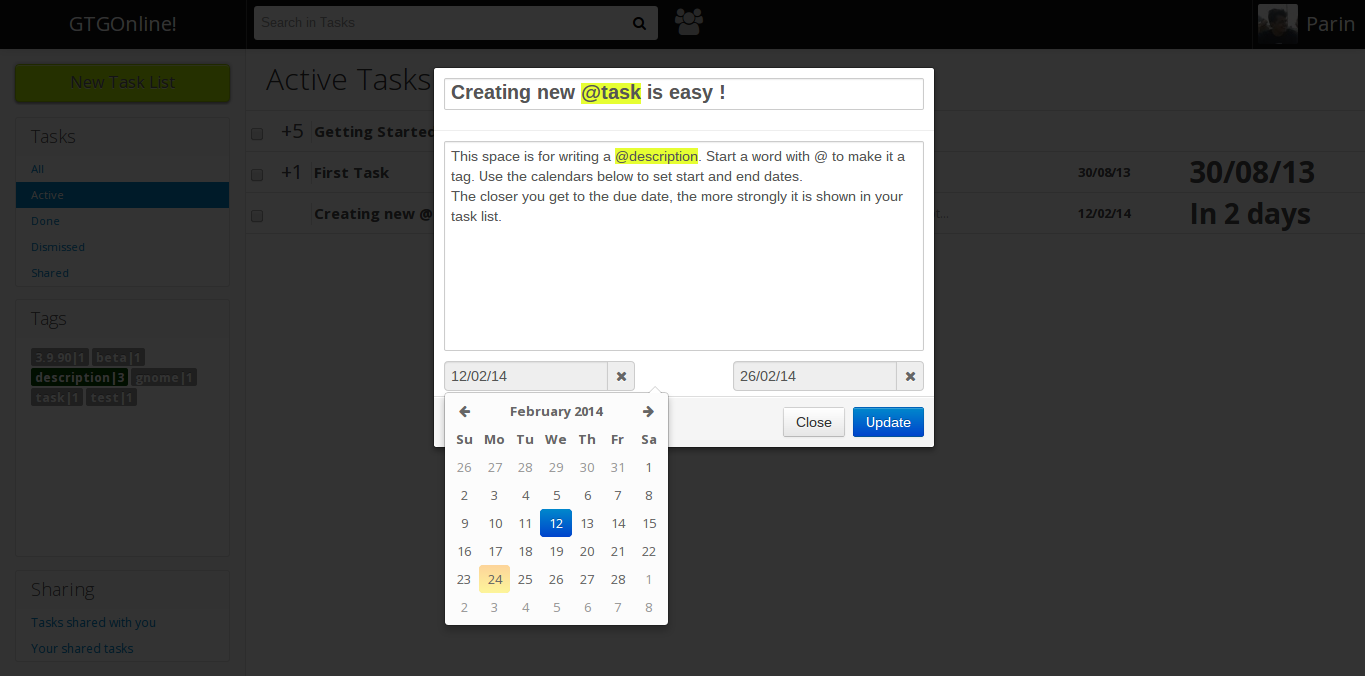 GTGOnline!
Search in Tasks
Parin
New Task List
Active Tasks
Tasks
All
Active
Done
Dismissed
Shared
Tags
3.9.90|1 beta|1
description|3 gnome|1
task|1 test|1
Sharing
Tasks shared with you
Your shared tasks
+5 Getting Started
+1 First Task 30/08/13 30/08/13
Creating new @ t... 12/02/14 In 2 days
Creating new @task is easy !
This space is for writing a @description. Start a word with @ to make it a
tag. Use the calendars below to set start and end dates.
The closer you get to the due date, the more strongly it is shown in your
task list.
12/02/14 26/02/14
Close Update
February 2014
Su Mo Tu We Th Fr Sa
26 27 28 29 30 31 1
2 3 4 5 6 7 8
9 10 11 12 13 14 15
16 17 18 19 20 21 22
23 24 25 26 27 28 1
2 3 4 5 6 7 8